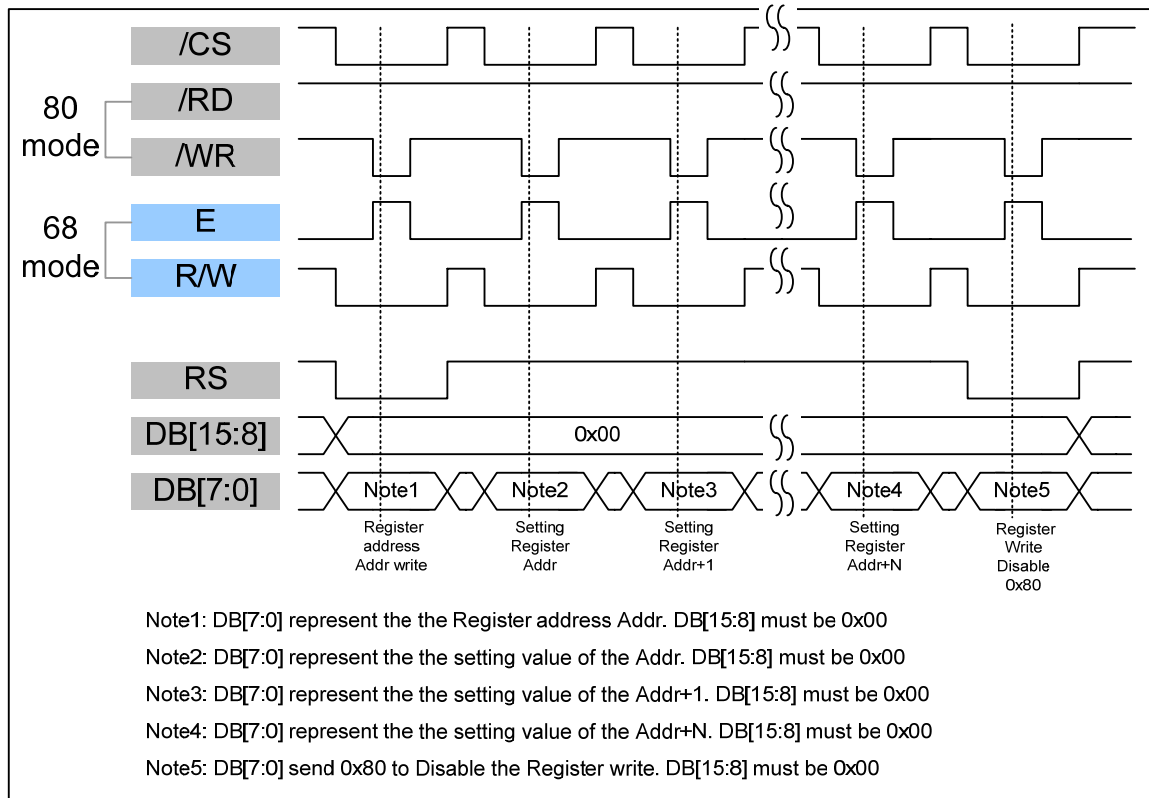 /CS
80
mode
/RD
/WR
68
mode
E
R/W
RS
DB[15:8]
0x00
DB[7:0]
Note1
Note2
Note3
Note4
Note5
Register
address
Addr write
Setting
Register
Addr
Setting
Register
Addr+1
Setting
Register
Addr+N
Register
Write
Disable
0x80
Note1: DB[7:0] represent the the Register address Addr. DB[15:8] must be 0x00
Note2: DB[7:0] represent the the setting value of the Addr. DB[15:8] must be 0x00
Note3: DB[7:0] represent the the setting value of the Addr+1. DB[15:8] must be 0x00
Note4: DB[7:0] represent the the setting value of the Addr+N. DB[15:8] must be 0x00
Note5: DB[7:0] send 0x80 to Disable the Register write. DB[15:8] must be 0x00